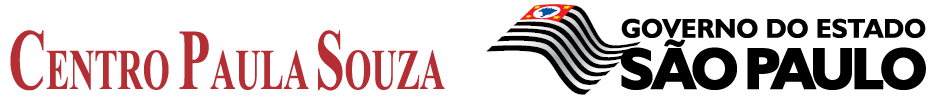 CENTRO PAULA SOUZA
GOVERNO DO ESTADO
SÃO PAULO